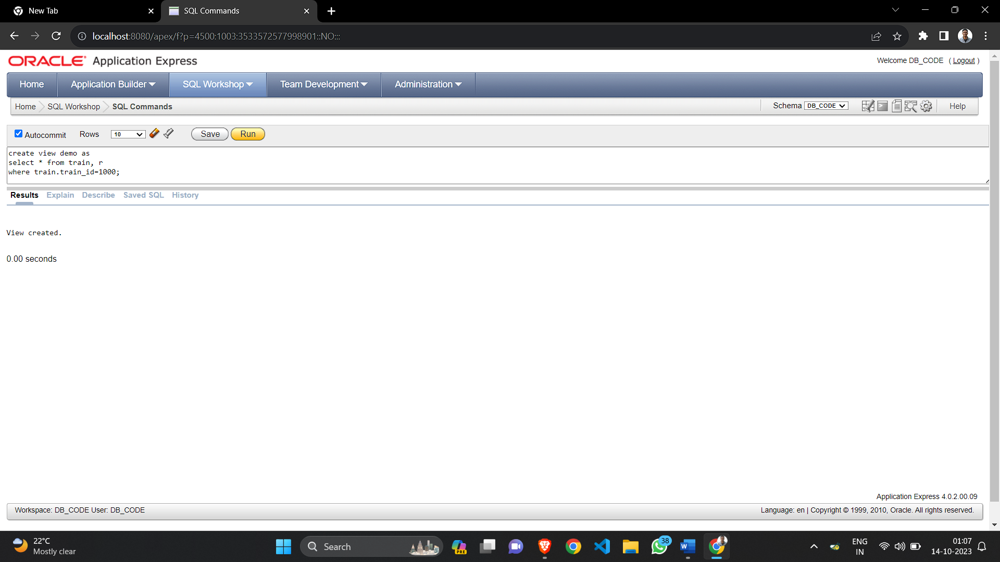 New Tab
SQL Commands
localhost:8080/apex/f?p=4500:1003:3533572577998901::NO:::
ORACLE Application Express
Welcome DB_CODE ( Logout )
Home Application Builder SQL Workshop Team Development Administration
Home SQL Workshop SQL Commands
Schema DB_CODE Help
Autocommit Rows 10 Save Run
create view demo as
select * from train, r
where train.train_id=1000;
Results Explain Describe Saved SQL History
View created.
0.00 seconds
Application Express 4.0.2.00.09
Workspace: DB_CODE User: DB_CODE
Language: en | Copyright © 1999, 2010, Oracle. All rights reserved.
22°C
Mostly clear
Search
PRE
38
W
ENG
IN
01:07
14-10-2023